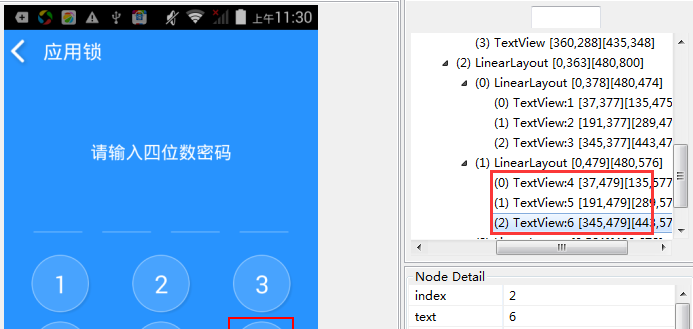 上午11:30
应用锁
请输入四位数密码
1 2 3
(3) TextView [360,288][435,348]
(2) LinearLayout [0,363][480,800]
(0) LinearLayout [0,378][480,474]
(0) TextView:1 [37,377][135,475
(1) TextView:2 [191,377][289,47
(2) TextView:3 [345,377][443,47
(1) LinearLayout [0,479][480,576]
(0) TextView:4 [37,479][135,577
(1) TextView:5 [191,479][289,57
(2) TextView:6 [345,479][443,57
Node Detail
index 2
text 6